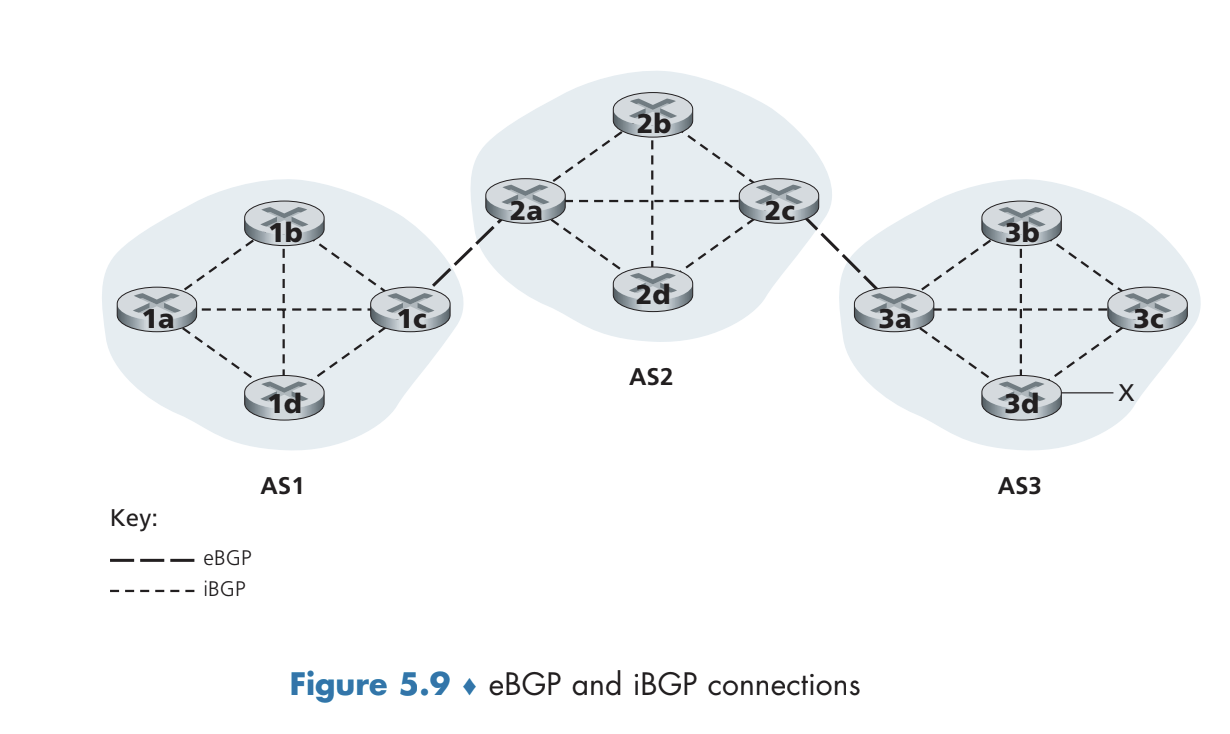 2b
2a
2c
2d
AS2
1b
1a
1c
1d
AS1
3b
3a
3c
3d
X
AS3
Key:
eBGP
iBGP
Figure 5.9 ♦ eBGP and iBGP connections